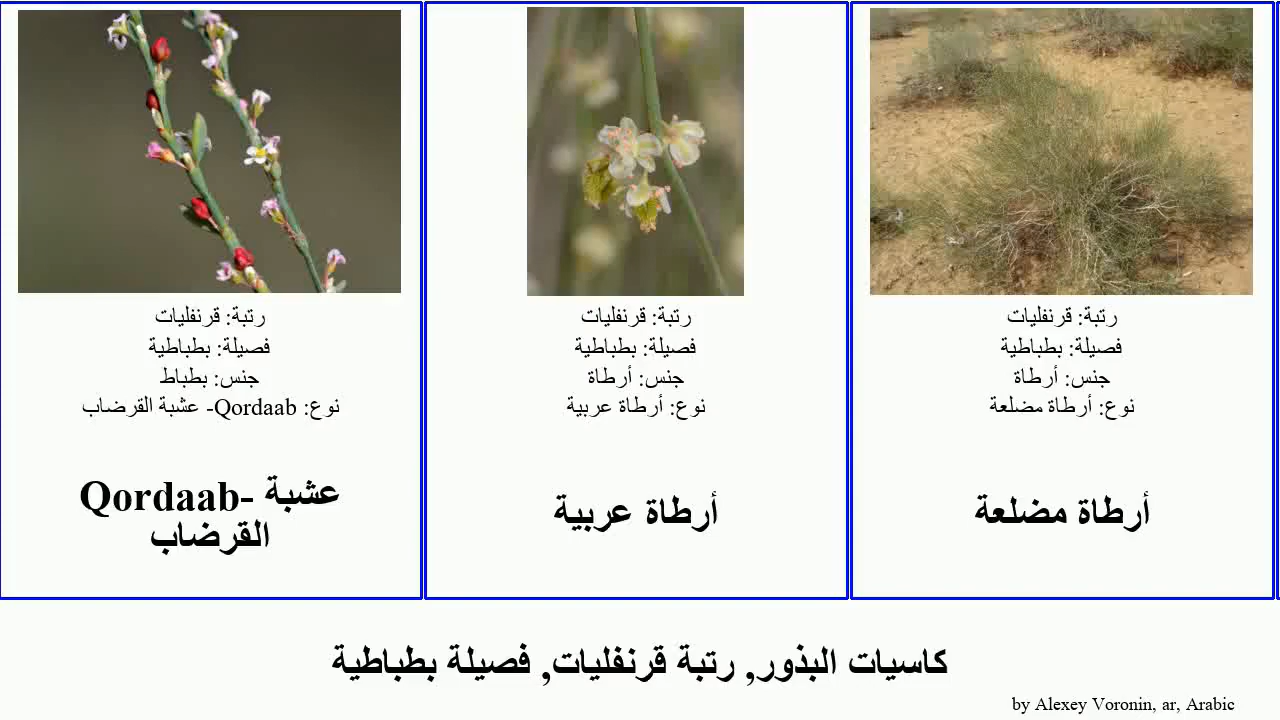 رتبة: قرنفليات
فصيلة: بطباطية
جنس: بطباط
نوع: Qordaab- عشبة القرضاب
عشبة -Qordaab
القرضاب
رتبة: قرنفليات
فصيلة: بطباطية
جنس: أرطاة
نوع: أرطاة عربية
أرطاة عربية
رتبة: قرنفليات
فصيلة: بطباطية
جنس: أرطاة
نوع: أرطاة مضلعة
أرطاة مضلعة
كاسيات البذور, رتبة قرنفليات, فصيلة بطباطية
by Alexey Voronin, ar, Arabic